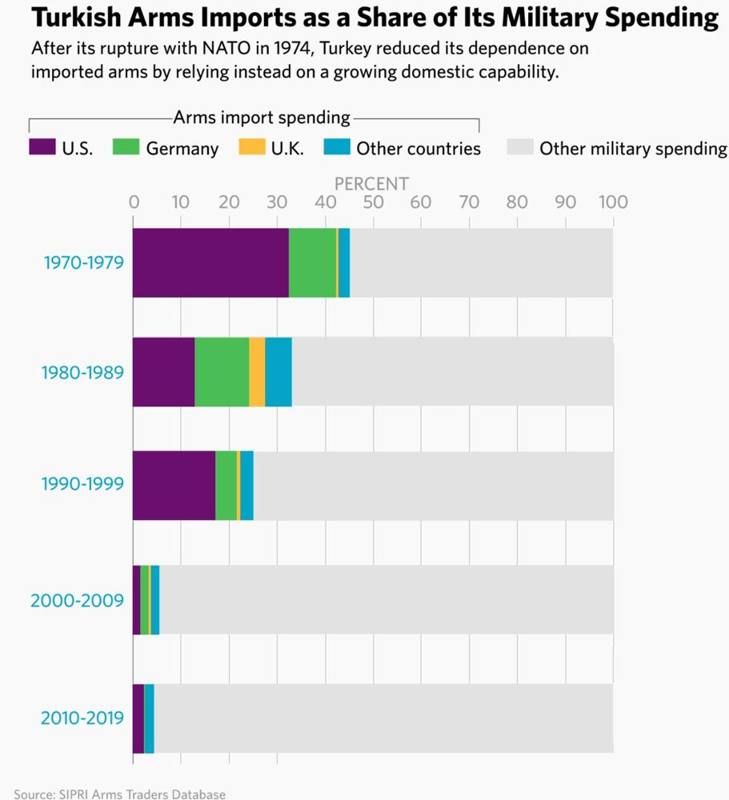 Turkish Arms Imports as a Share of Its Military Spending
After its rupture with NATO in 1974, Turkey reduced its dependence on
imported arms by relying instead on a growing domestic capability.
Arms import spending
U.S. Germany U.K. Other countries Other military spending
PERCENT
0 10 20 30 40 50 60 70 80 90 100
1970-1979
1980-1989
1990-1999
2000-2009
2010-2019
Source: SIPRI Arms Traders Database